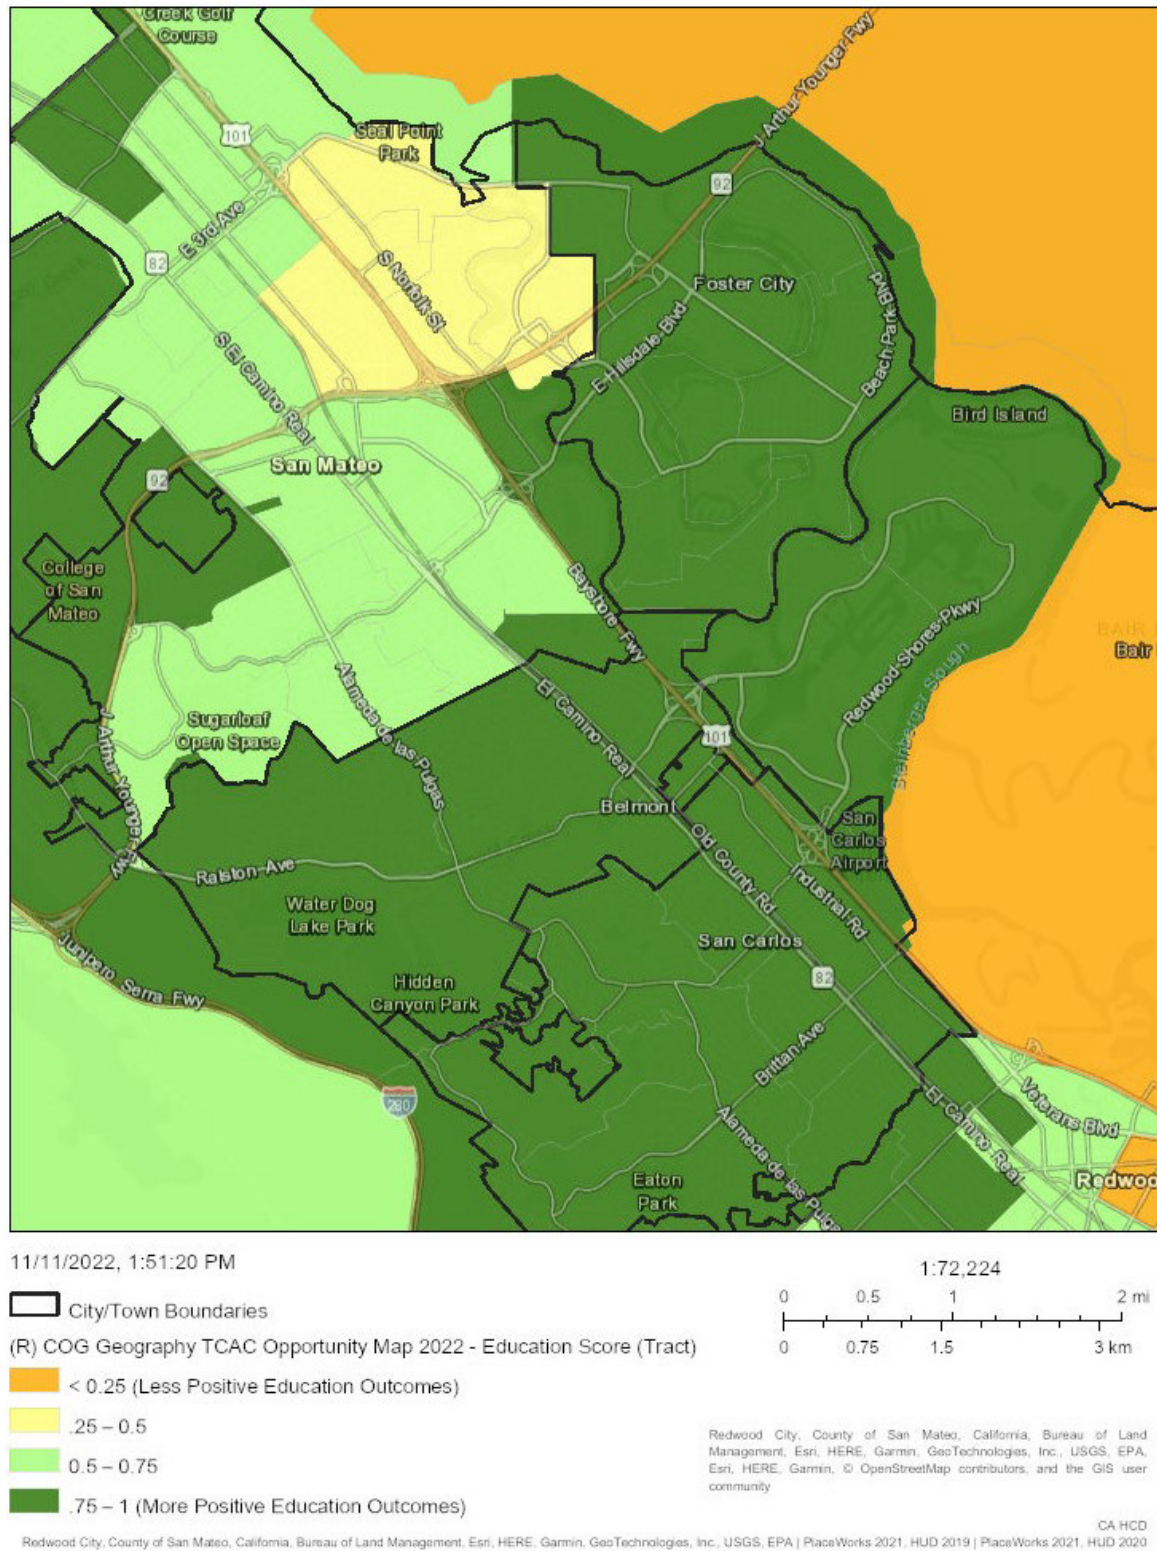 Creek Golf
Course
J Arthur Younger Fwy
101
Seal Point
Park
92
E 3rd Ave
82
S Norfolk St
Foster City
Beach Park Blvd
E Hillsdale Blvd
S El Camino Real
Bird Island
San Mateo
92
College
of San
Mateo
Bayshore Fwy
Redwood Shores Pkwy
Steinberger Slough
Bair
Alameda de las Pulgas
El Camino Real
Sugarloaf
Open Space
J Arthur Younger Fwy
101
Belmont
San
Carlos
Airport
Old County Rd
Industrial Rd
Ralston Ave
Water Dog
Lake Park
San Carlos
82
Junipero Serra Fwy
Hidden
Canyon Park
Brittan Ave
280
El Camino Real
Veterans Blvd
Alameda de las Pulga
Eaton
Park
Redwoo
11/11/2022, 1:51:20 PM
1:72,224
0 0.5 1 2 mi
0 0.75 1.5 3 km
City/Town Boundaries
(R) COG Geography TCAC Opportunity Map 2022 - Education Score (Tract)
< 0.25 (Less Positive Education Outcomes)
.25 – 0.5
0.5 – 0.75
.75 – 1 (More Positive Education Outcomes)
Redwood City, County of San Mateo, California, Bureau of Land
Management, Esri, HERE, Garmin, GeoTechnologies, Inc., USGS, EPA,
Esri, HERE, Garmin, © OpenStreetMap contributors, and the GIS user
community
CA HCD
Redwood City, County of San Mateo, California, Bureau of Land Management, Esri, HERE, Garmin, GeoTechnologies, Inc., USGS, EPA | PlaceWorks 2021, HUD 2019 | PlaceWorks 2021, HUD 2020